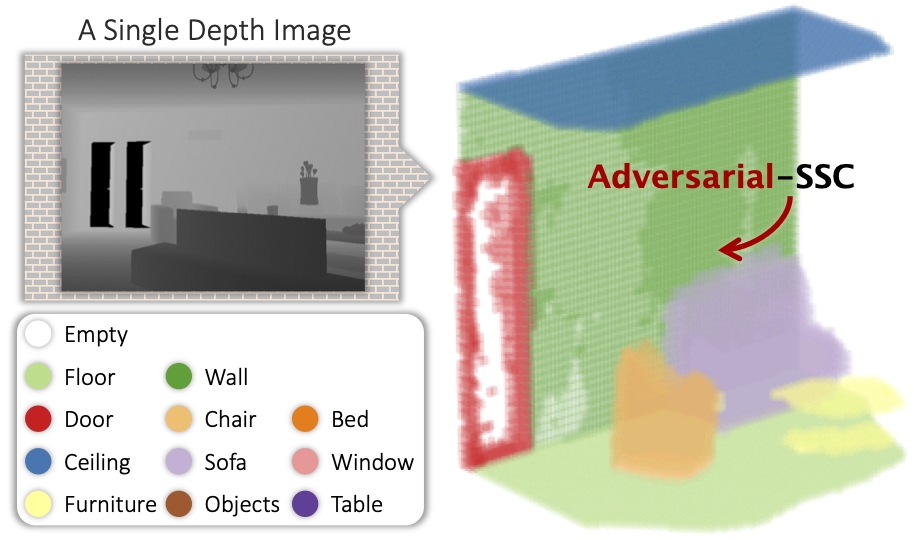 A Single Depth Image
Adversarial-SSC
Empty
Floor Wall
Door Chair Bed
Ceiling Sofa Window
Furniture Objects Table